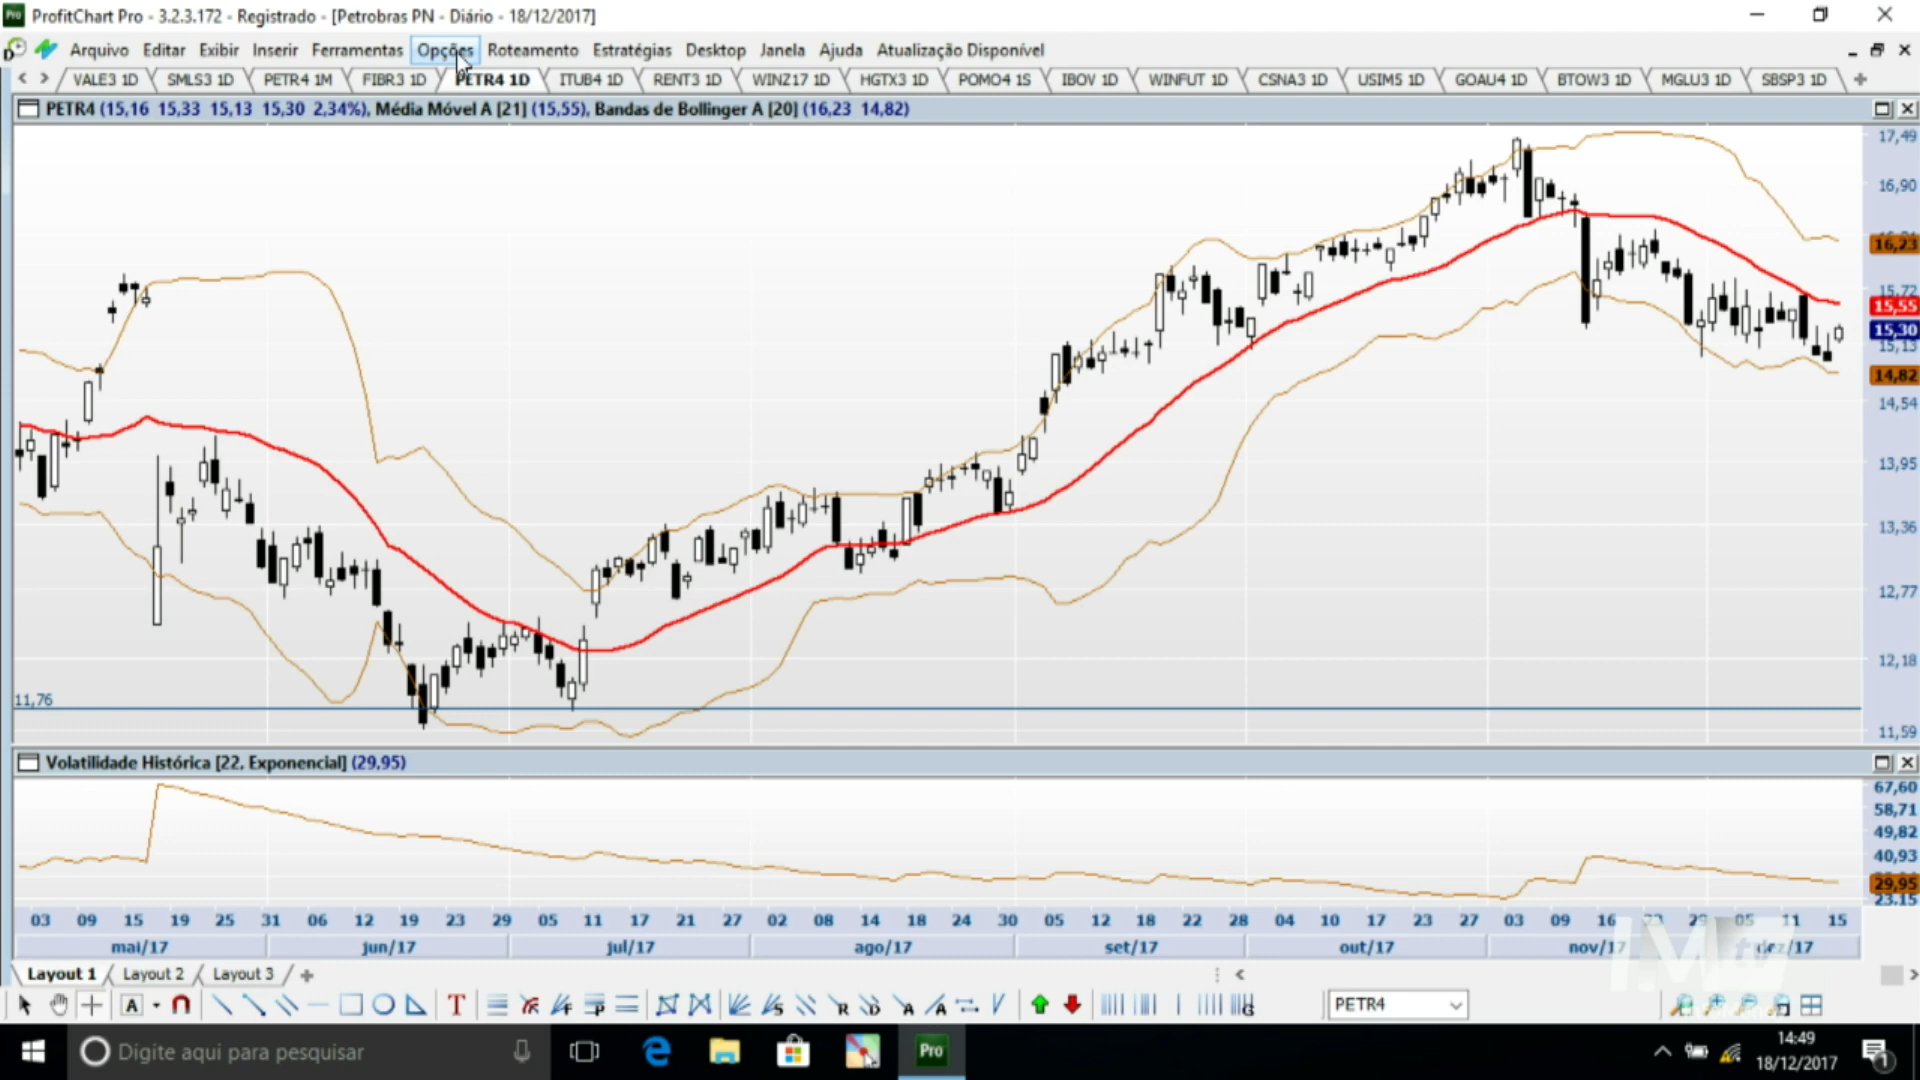 ProfitChart Pro - 3.2.3.172 - Registrado - [Petrobras PN - Diário - 18/12/2017]
Arquivo Editar Exibir Inserir Ferramentas Opções Roteamento Estratégias Desktop Janela Ajuda Atualização Disponível
VALE3 1D SMLS3 1D PETR4 1M FIBR3 1D PETR4 1D ITUB4 1D RENT3 1D WINZ17 1D HGTX3 1D POMO4 1S IBOV 1D WINFUT 1D CSNA3 1D USIM5 1D GOAU4 1D BTOW3 1D MGLU3 1D SBSP3 1D
PETR4 (15,16 15,33 15,13 15,30 2,34%), Média Móvel A [21] (15,55), Bandas de Bollinger A [20] (16,23 14,82)
17,49
16,90
16,23
15,72
15,55
15,30
15,13
14,82
14,54
13,95
13,36
12,77
12,18
11,76
11,59
Volatilidade Histórica [22, Exponencial] (29,95)
67,60
58,71
49,82
40,93
29,95
23,15
03 09 15 19 25 31 06 12 19 23 29 05 11 17 21 27 02 08 14 18 24 30 05 12 18 22 28 04 10 17 23 27 03 09 16 23 29 05 11 15
mai/17 jun/17 jul/17 ago/17 set/17 out/17 nov/17 dez/17
Layout 1 Layout 2 Layout 3
PETR4
Digite aqui para pesquisar
Pro
14:49
18/12/2017
1